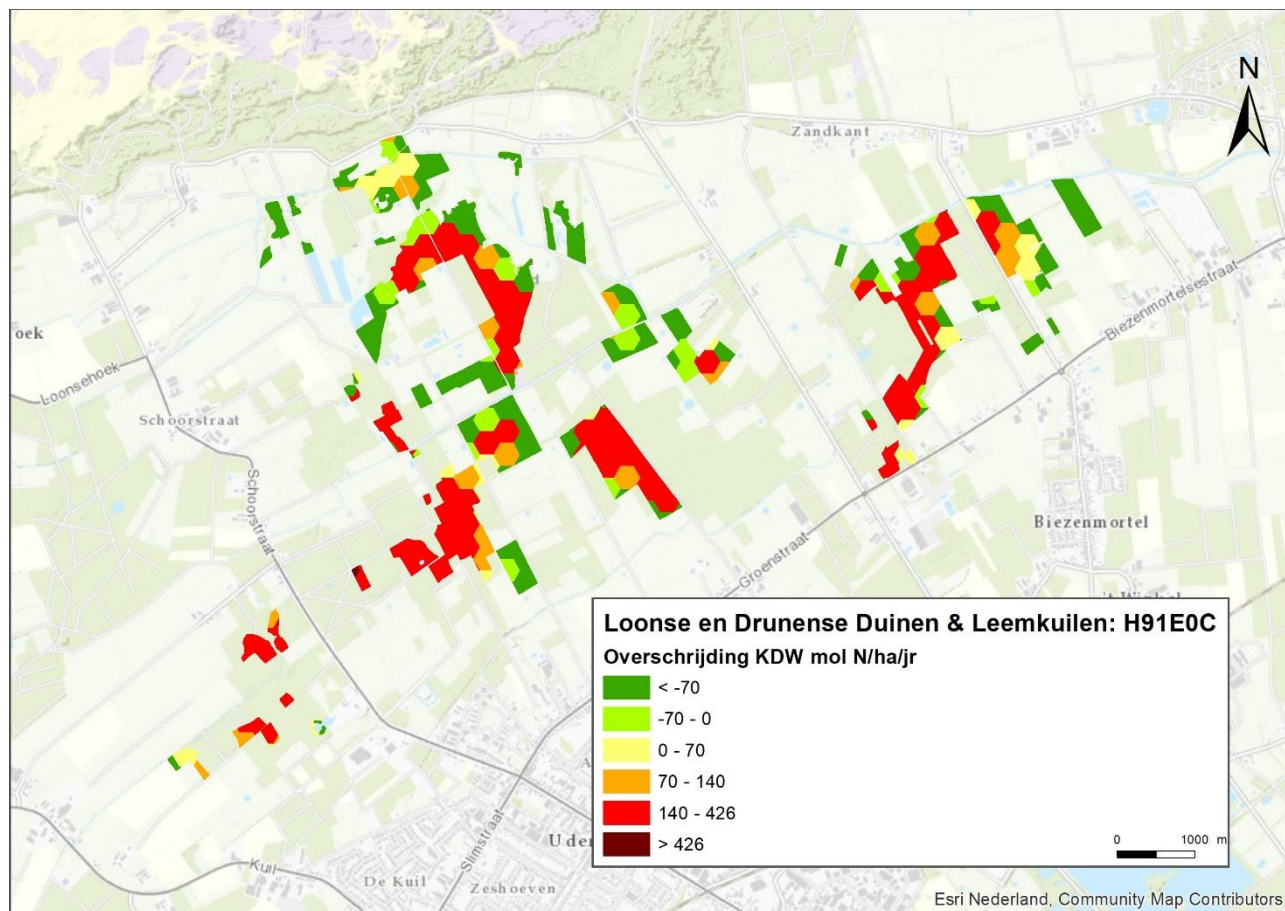 N
Zandkant
oek
Loonsehoek
Schoorstraat
Schoorstraat
Biezenmortelsestraat
Biezenmortel
Groenstraat
Loonse en Drunense Duinen & Leemkuilen: H91E0C
Overschrijding KDW mol N/ha/jr
< -70
-70 - 0
0 - 70
70 - 140
140 - 426
> 426
0 1000 m
Slimstraat
Kuil
De Kuil
Zeshoeven
Esri Nederland, Community Map Contributors